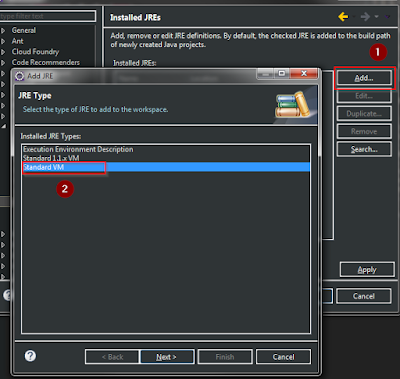 type filter text
General
Ant
Cloud Foundry
Code Recommenders
Installed JREs
Add, remove or edit JRE definitions. By default, the checked JRE is added to the build path
of newly created Java projects.
Installed JREs:
1
Add...
Edit...
Duplicate...
Remove
Search...
Apply
Cancel
Add JRE
JRE Type
Select the type of JRE to add to the workspace.
Installed JRE Types:
Execution Environment Description
Standard 1.1.x VM
Standard VM
2
?
< Back
Next >
Finish
Cancel